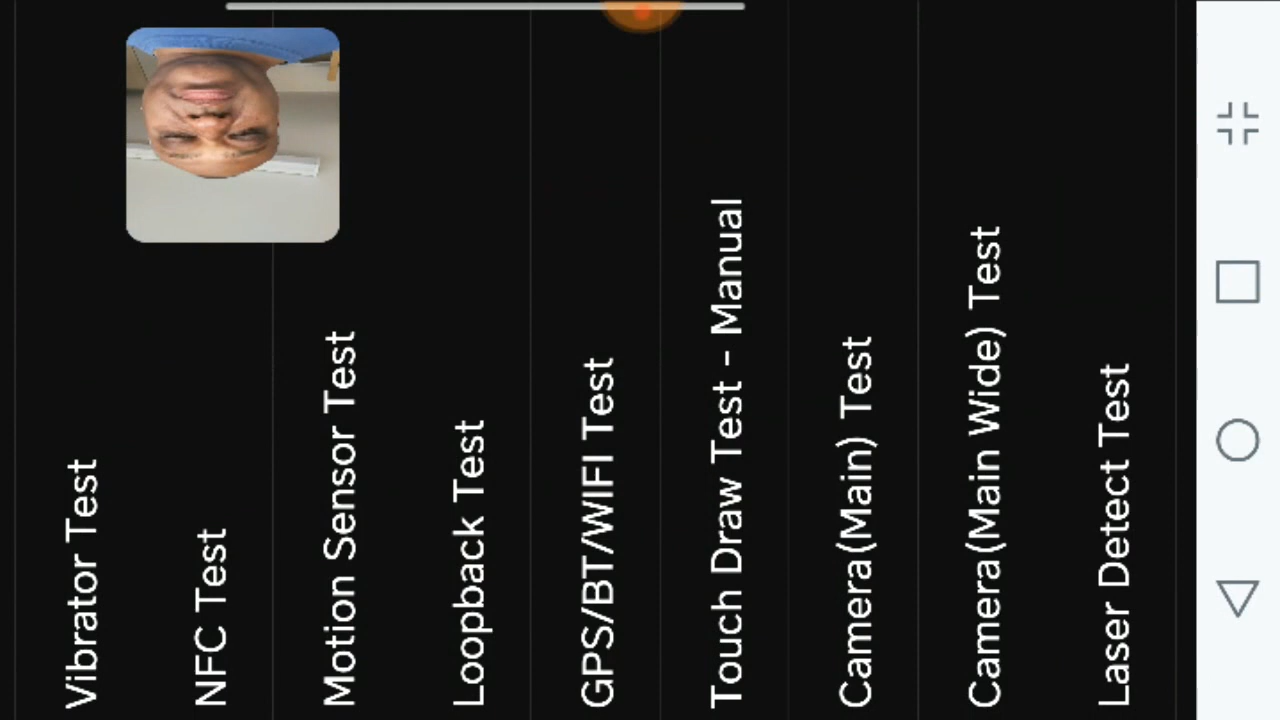 Vibrator Test
NFC Test
Motion Sensor Test
Loopback Test
GPS/BT/WIFI Test
Touch Draw Test - Manual
Camera(Main) Test
Camera(Main Wide) Test
Laser Detect Test